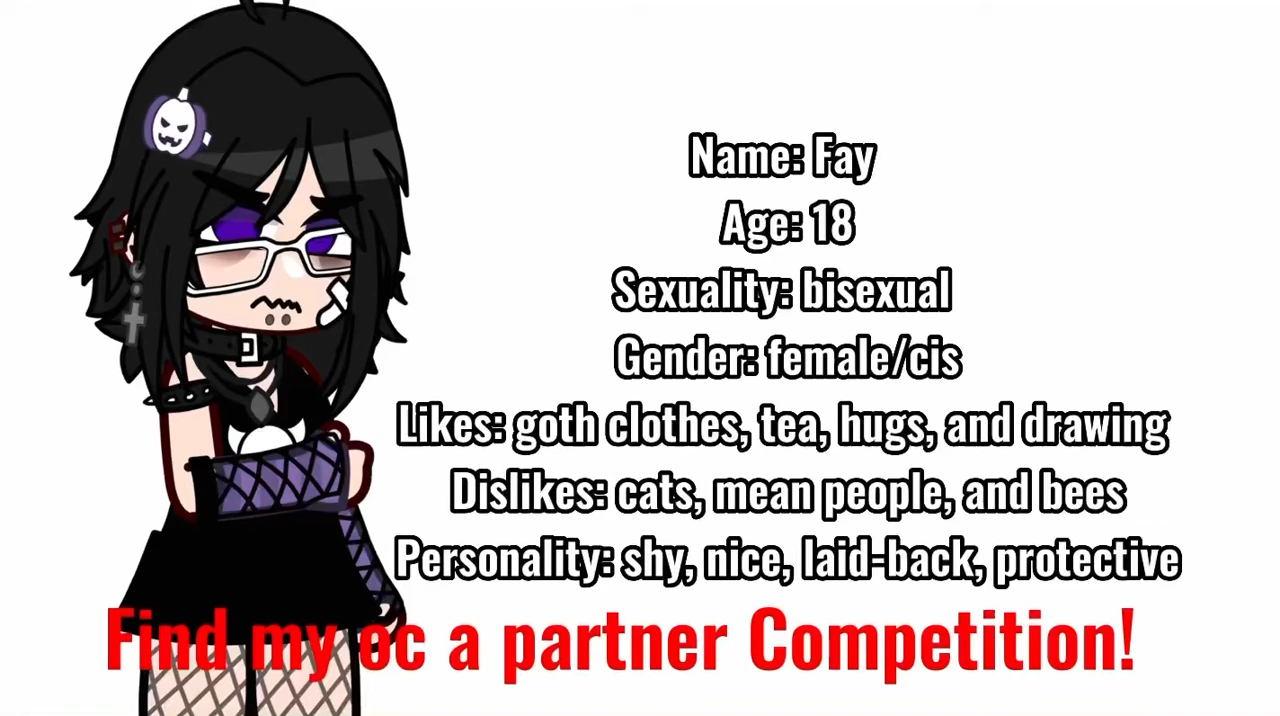 Name: Fay
Age: 18
Sexuality: bisexual
Gender: female/cis
Likes: goth clothes, tea, hugs, and drawing
Dislikes: cats, mean people, and bees
Personality: shy, nice, laid-back, protective
Find my oc a partner Competition!